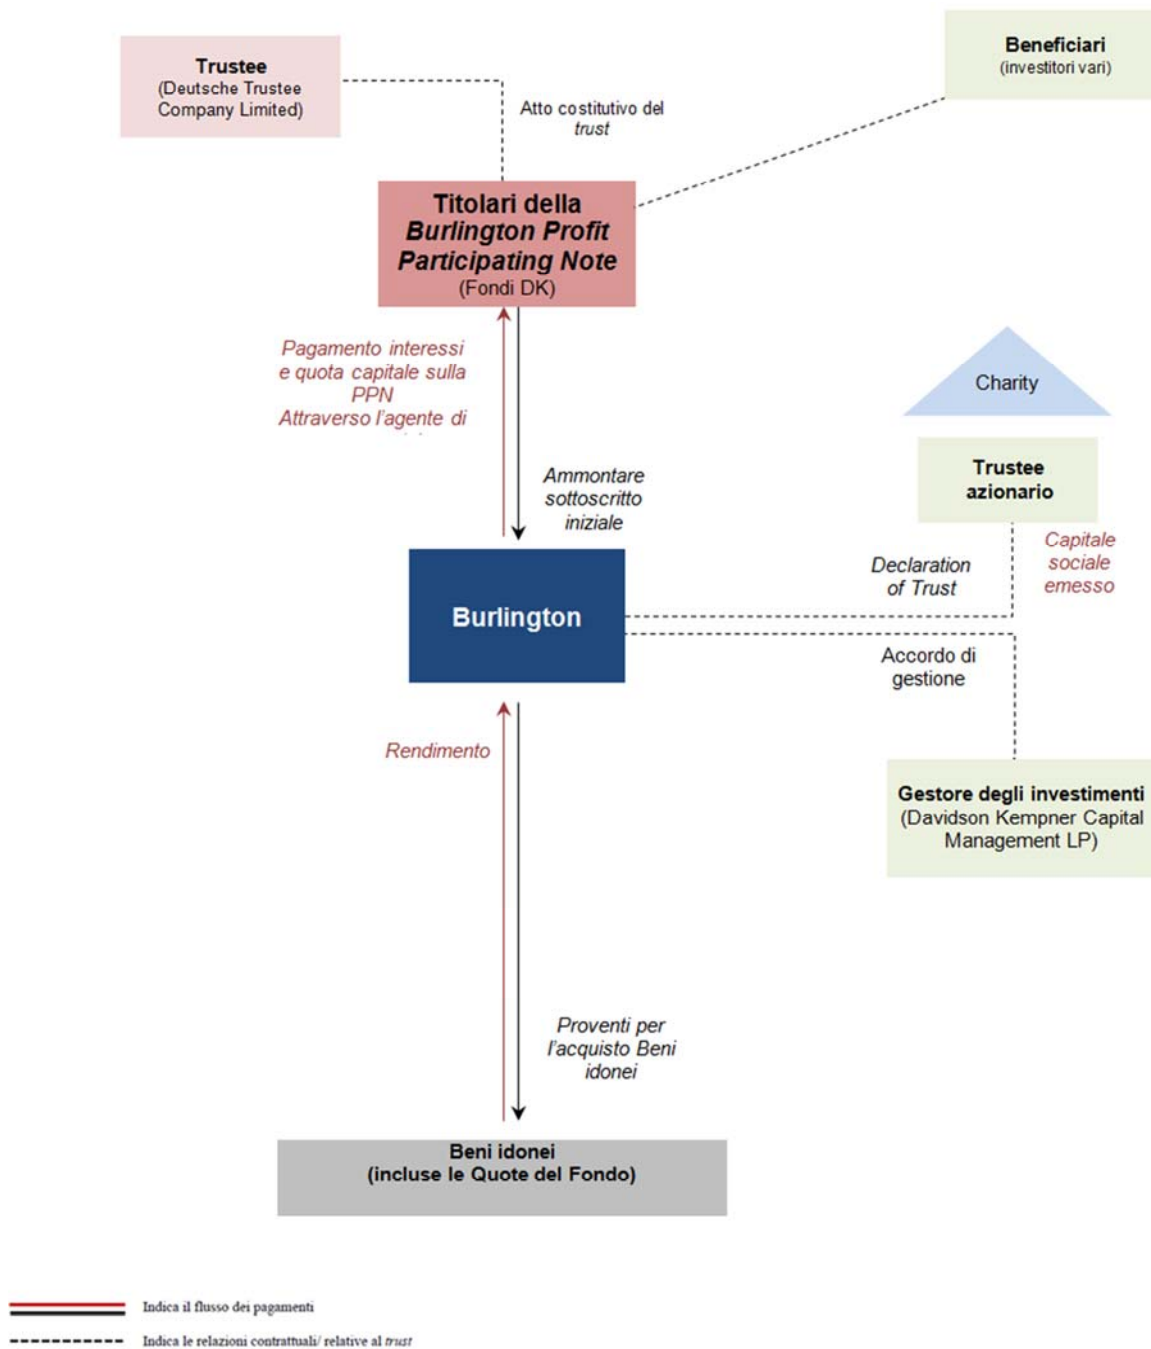 Trustee
(Deutsche Trustee
Company Limited)
Beneficiari
(investitori vari)
Atto costitutivo del
trust
Titolari della
Burlington Profit
Participating Note
(Fondi DK)
Pagamento interessi
e quota capitale sulla
PPN
Attraverso l'agente di
Charity
Ammontare
sottoscritto
iniziale
Trustee
azionario
Declaration
of Trust
Capitale
sociale
emesso
Burlington
Accordo di
gestione
Rendimento
Gestore degli investimenti
(Davidson Kempner Capital
Management LP)
Proventi per
l'acquisto Beni
idonei
Beni idonei
(incluse le Quote del Fondo)
Indica il flusso dei pagamenti
Indica le relazioni contrattuali/ relative al trust